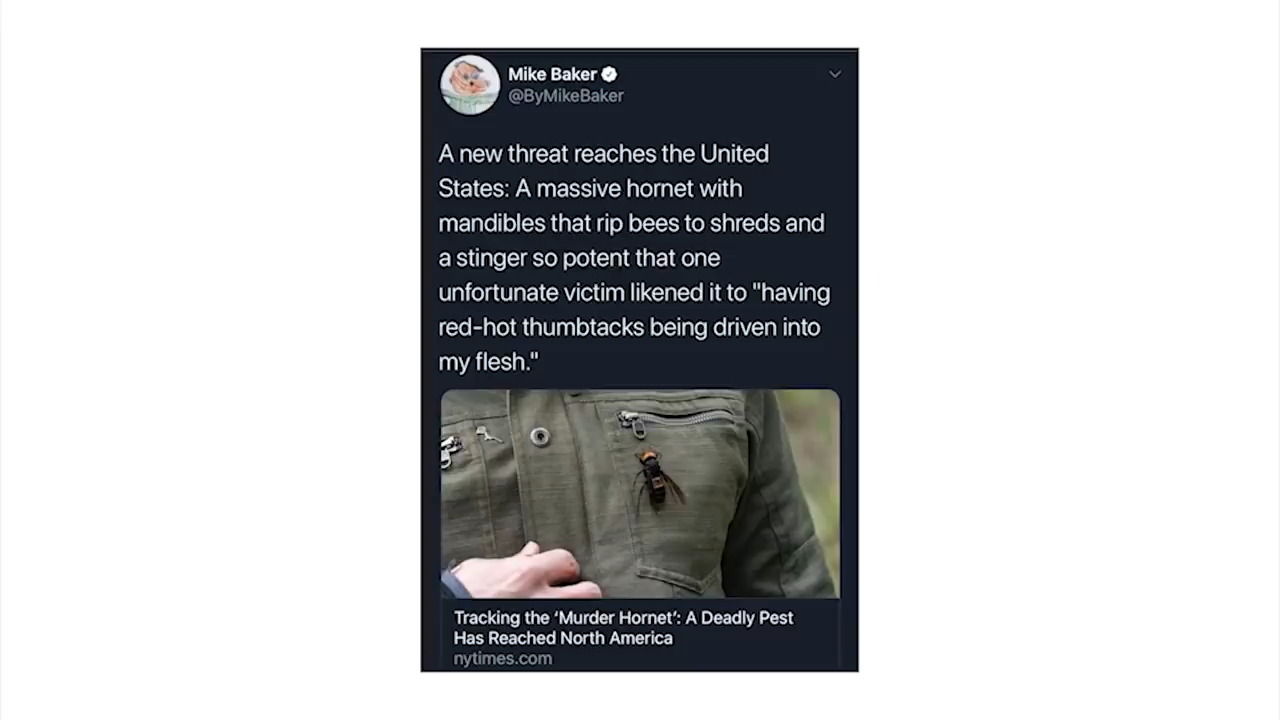 Mike Baker
@ByMikeBaker
A new threat reaches the United
States: A massive hornet with
mandibles that rip bees to shreds and
a stinger so potent that one
unfortunate victim likened it to "having
red-hot thumbtacks being driven into
my flesh."
Tracking the ‘Murder Hornet’: A Deadly Pest
Has Reached North America
nytimes.com